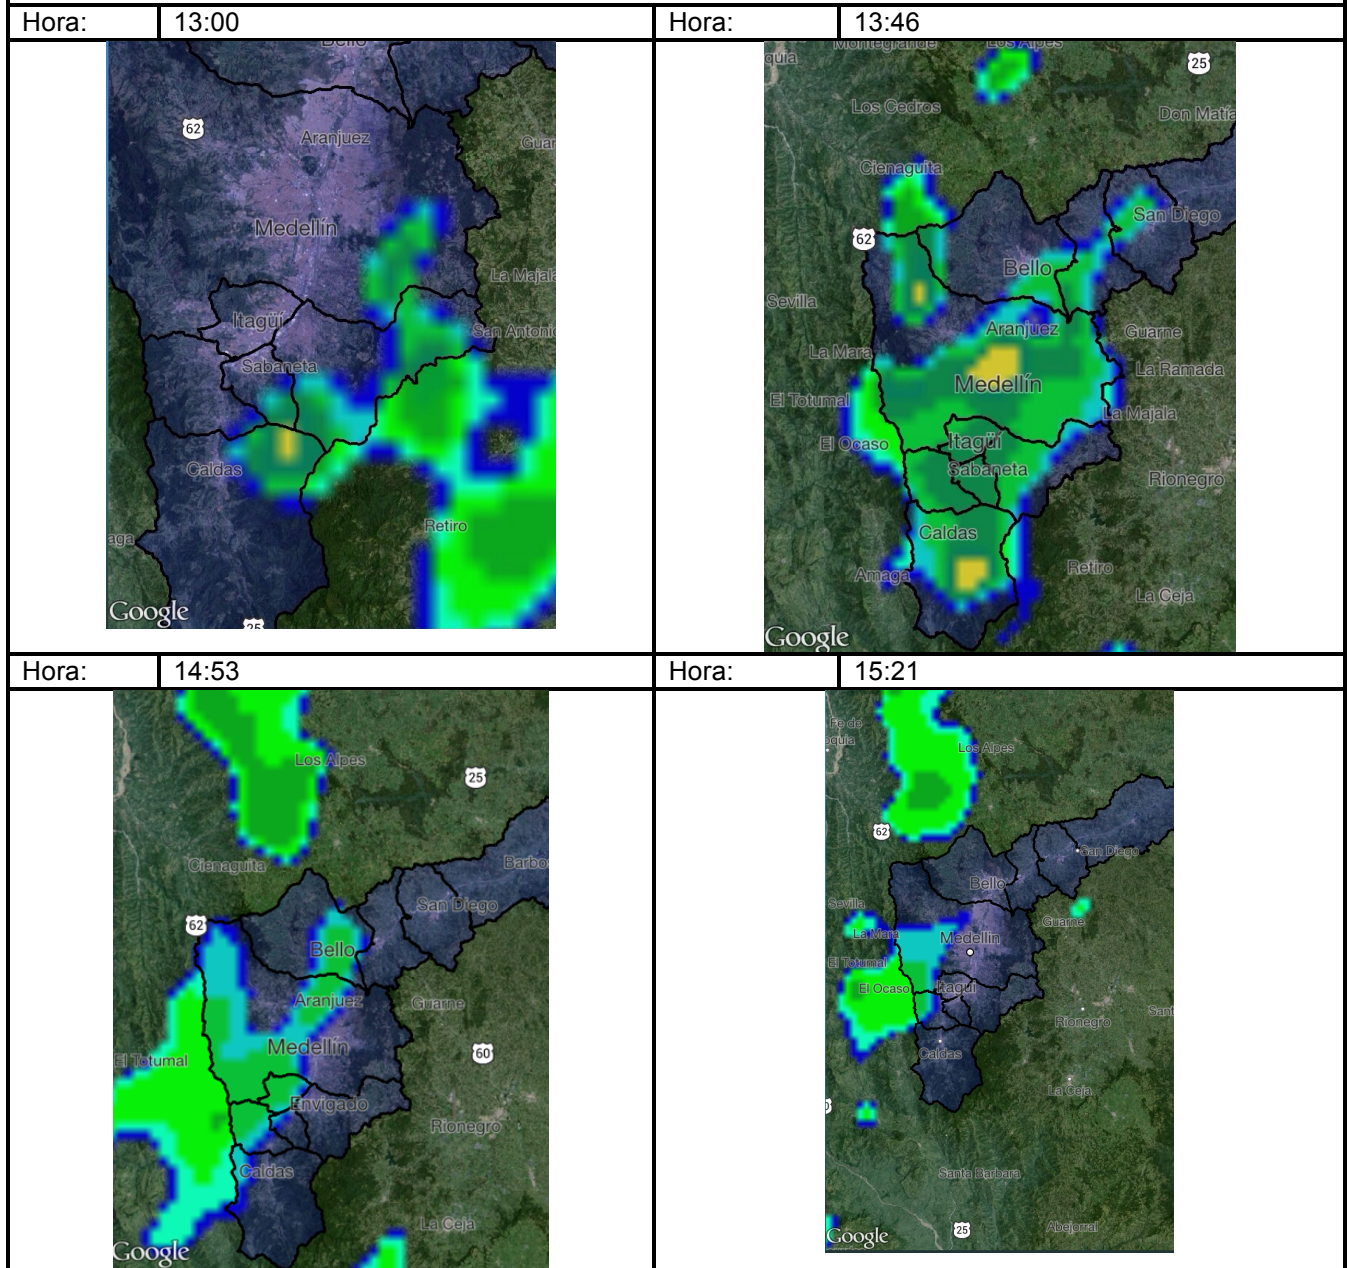 Hora: 13:00
Hora: 13:46
Bello
62
Aranjuez
Medellín
La Majala
Itagüí
San Antonio
Sabaneta
Caldas
Retiro
Google
25
Los Alpes
25
Los Cedros
Cienaguita
San Diego
62
Bello
Sevilla
Aranjuez
Guarne
La Mara
La Ramada
Medellín
El Totumal
La Majala
El Ocaso
Itagüí
Sabaneta
Rionegro
Caldas
Amaga
Retiro
La Ceja
Google
Hora: 14:53
Hora: 15:21
Los Alpes
25
Cienaguita
San Diego
62
Bello
Aranjuez
Guarne
Medellín
60
El Totumal
Envigado
Rionegro
Caldas
La Ceja
Google
Fe de
Los Alpes
62
San Diego
Bello
Sevilla
Guarne
La Mara
Medellín
El Totumal
El Ocaso
Itagüí
Rionegro
Caldas
La Ceja
Santa Barbara
25
Abejorral
Google